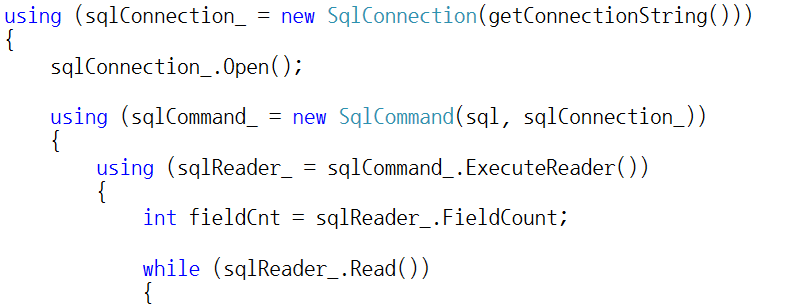 using (sqlConnection_ = new SqlConnection(getConnectionString()))
{
    sqlConnection_.Open();
    using (sqlCommand_ = new SqlCommand(sql, sqlConnection_))
    {
        using (sqlReader_ = sqlCommand_.ExecuteReader())
        {
            int fieldCnt = sqlReader_.FieldCount;
            while (sqlReader_.Read())
            {